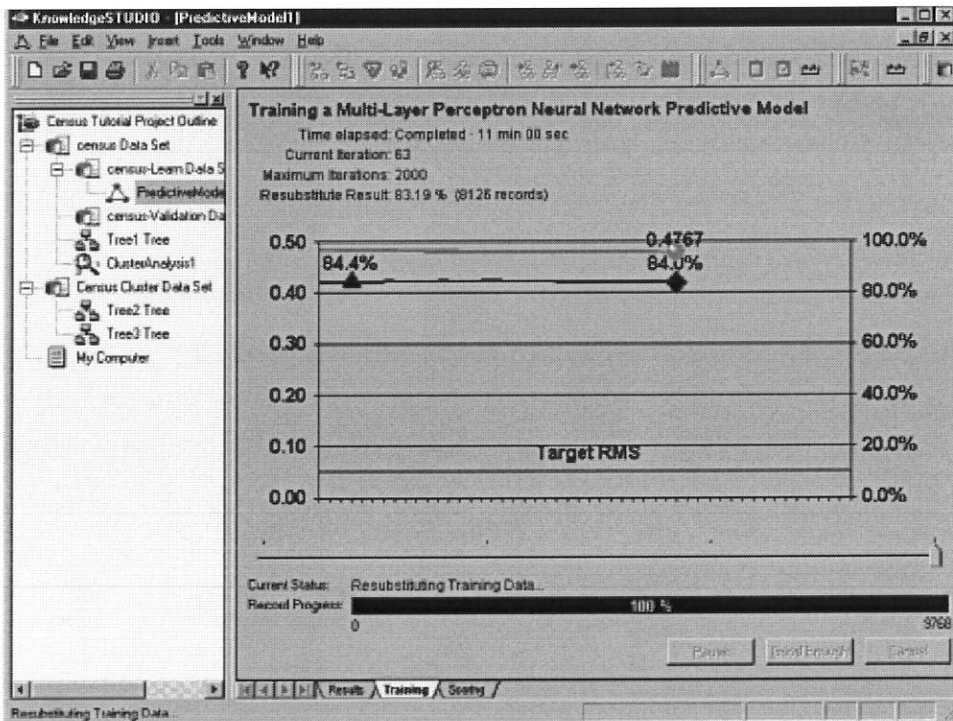 KnowledgeSTUDIO - [PredictiveModel1]
File Edit View Insert Tools Window Help
Census Tutorial Project Outline
census Data Set
census-Learn Data S
PredictiveMode
census-Validation Da
Tree1 Tree
ClusterAnalysis1
Census Cluster Data Set
Tree2 Tree
Tree3 Tree
My Computer
Training a Multi-Layer Perceptron Neural Network Predictive Model
Time elapsed: Completed - 11 min 00 sec
Current Iteration: 63
Maximum Iterations: 2000
Resubstitute Result: 83.19 % (8126 records)
0.50
0.40
0.30
0.20
0.10
0.00
84.4%
0.4767
84.0%
Target RMS
100.0%
80.0%
60.0%
40.0%
20.0%
0.0%
Current Status: Resubstituting Training Data...
Record Progress: 100 %
0 9768
Pause Good Enough Cancel
Results Training Scoring
Resubstituting Training Data...